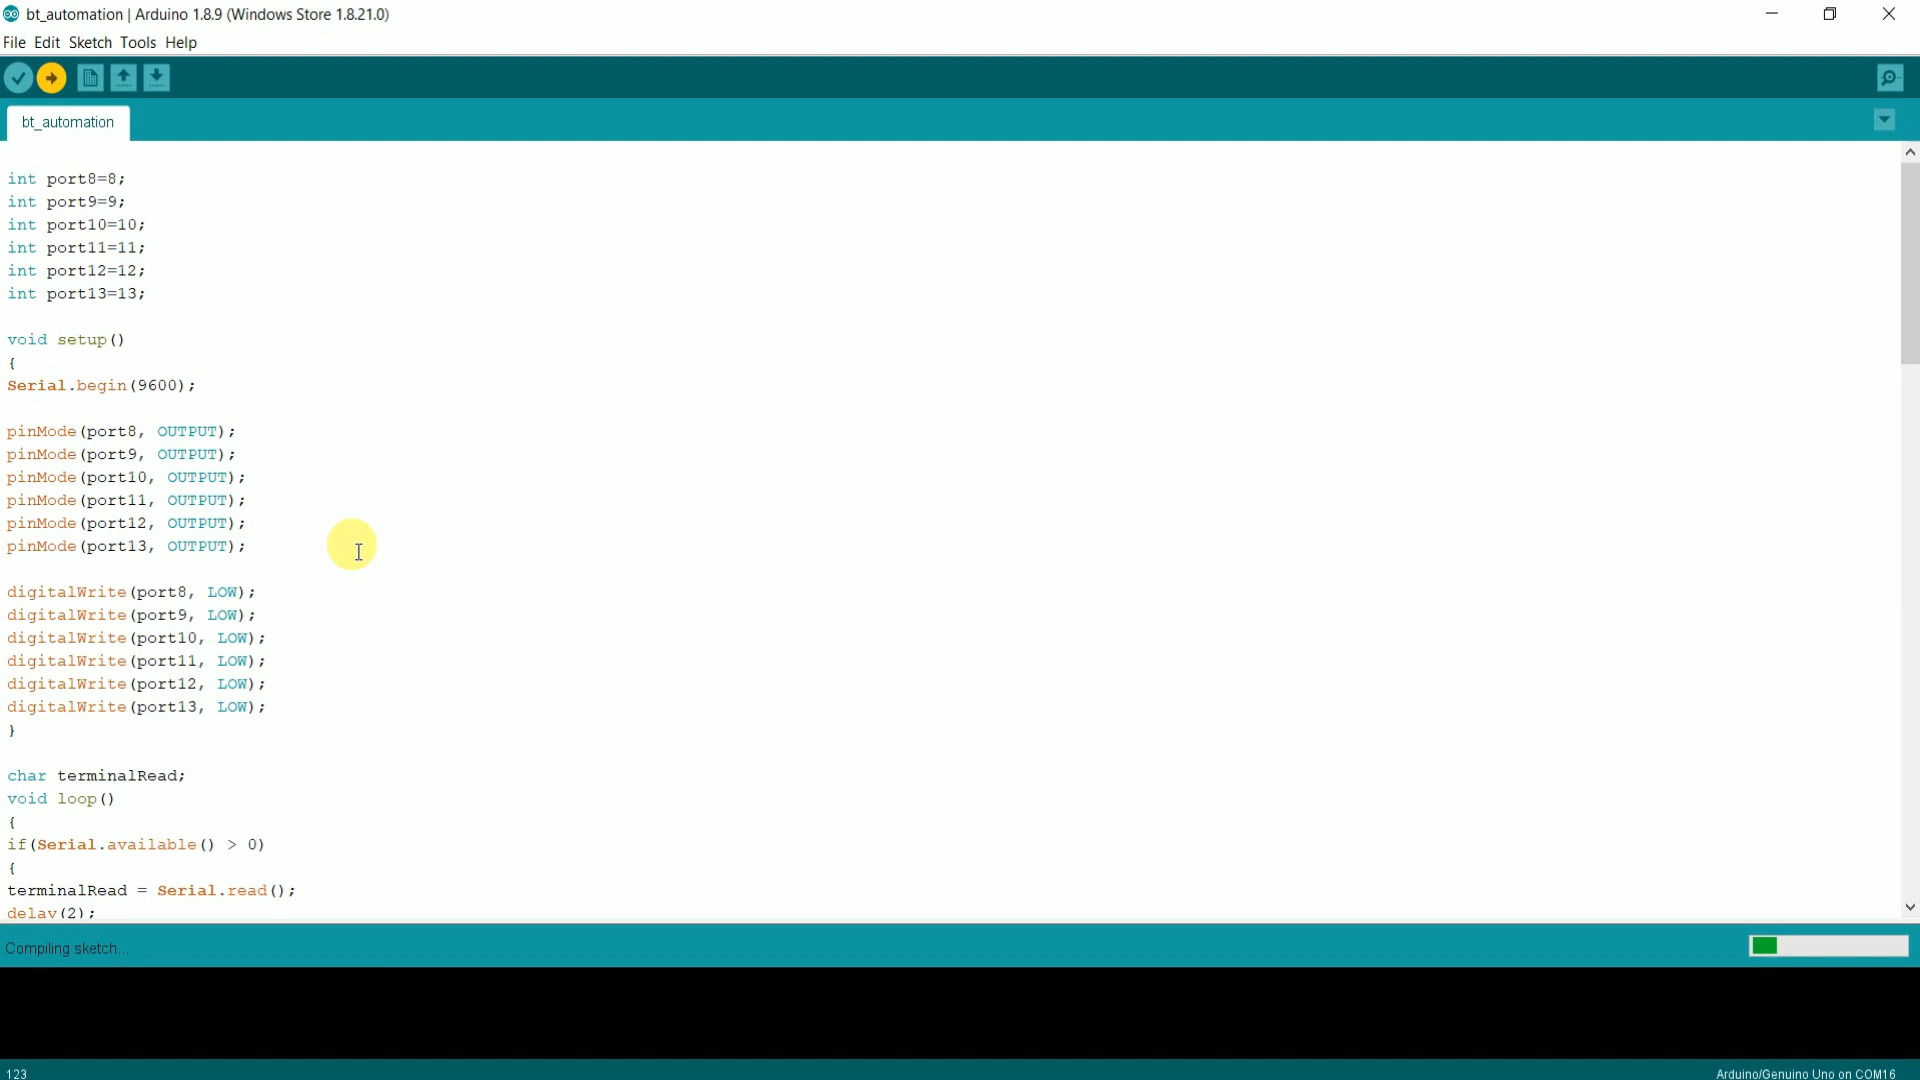 bt_automation | Arduino 1.8.9 (Windows Store 1.8.21.0)
File Edit Sketch Tools Help
bt_automation
int port8=8;
int port9=9;
int port10=10;
int port11=11;
int port12=12;
int port13=13;
void setup()
{
Serial.begin(9600);
pinMode(port8, OUTPUT);
pinMode(port9, OUTPUT);
pinMode(port10, OUTPUT);
pinMode(port11, OUTPUT);
pinMode(port12, OUTPUT);
pinMode(port13, OUTPUT);
digitalWrite(port8, LOW);
digitalWrite(port9, LOW);
digitalWrite(port10, LOW);
digitalWrite(port11, LOW);
digitalWrite(port12, LOW);
digitalWrite(port13, LOW);
}
char terminalRead;
void loop()
{
if(Serial.available() > 0)
{
terminalRead = Serial.read();
delay(2);
Compiling sketch...
123
Arduino/Genuino Uno on COM16